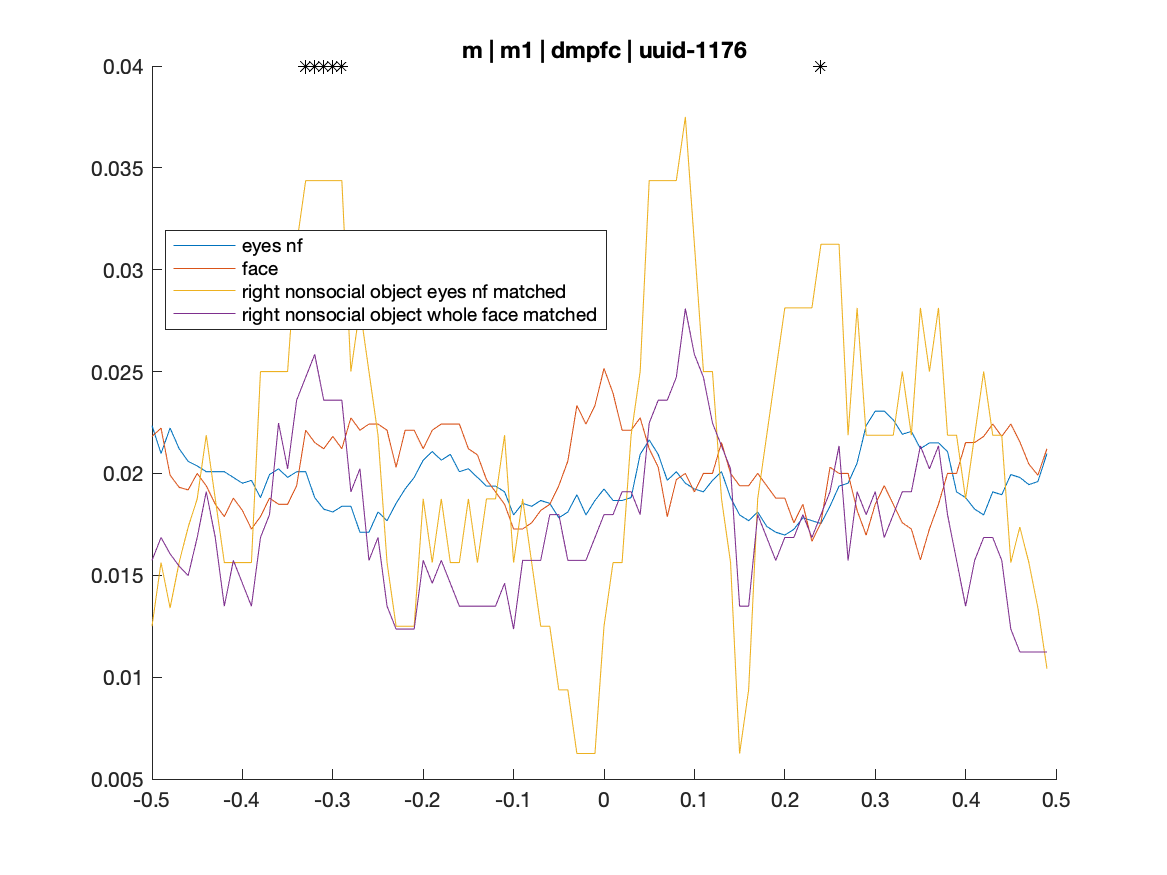 m | m1 | dmpfc | uuid-1176
0.04
0.035
0.03
0.025
0.02
0.015
0.01
0.005
eyes nf
face
right nonsocial object eyes nf matched
right nonsocial object whole face matched
-0.5 -0.4 -0.3 -0.2 -0.1 0 0.1 0.2 0.3 0.4 0.5